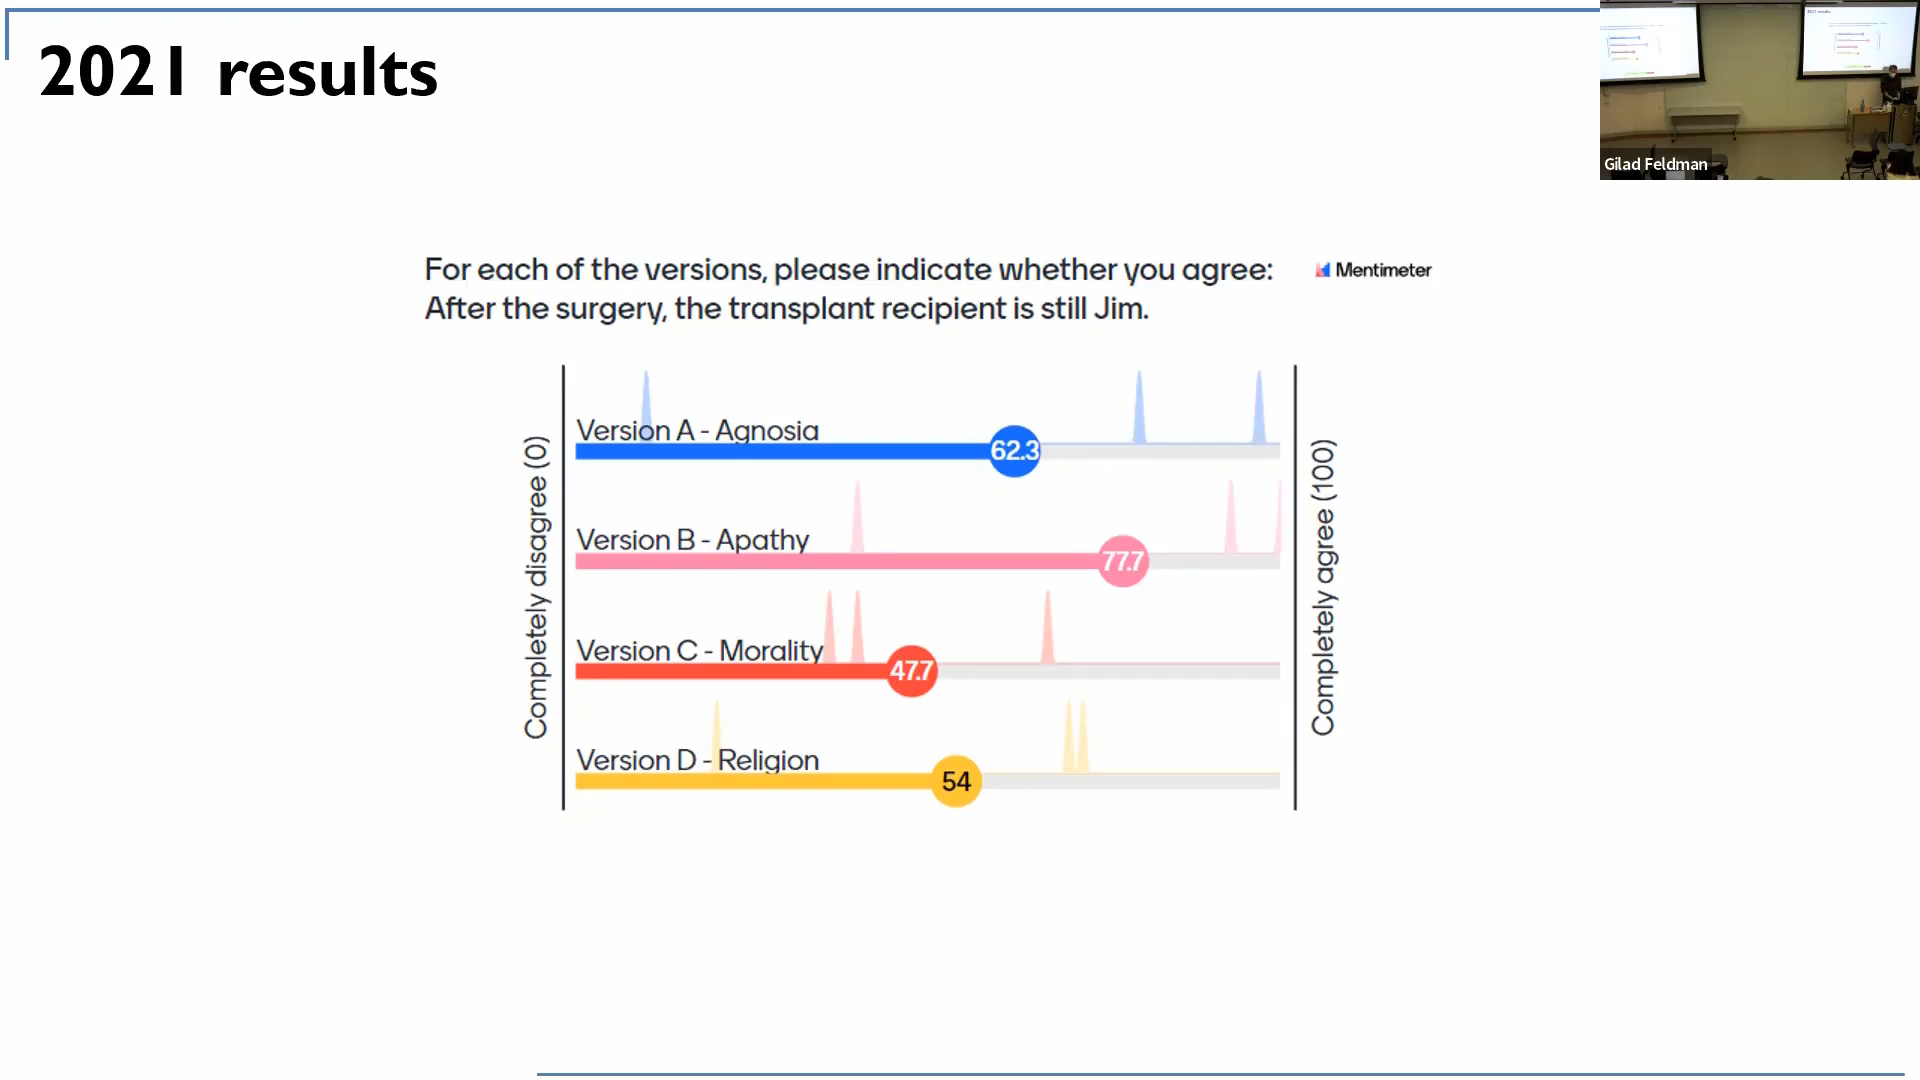 2021 results
Gilad Feldman
For each of the versions, please indicate whether you agree:
After the surgery, the transplant recipient is still Jim.
Mentimeter
Completely disagree (0)
Version A - Agnosia
62.3
Version B - Apathy
77.7
Version C - Morality
47.7
Version D - Religion
54
Completely agree (100)